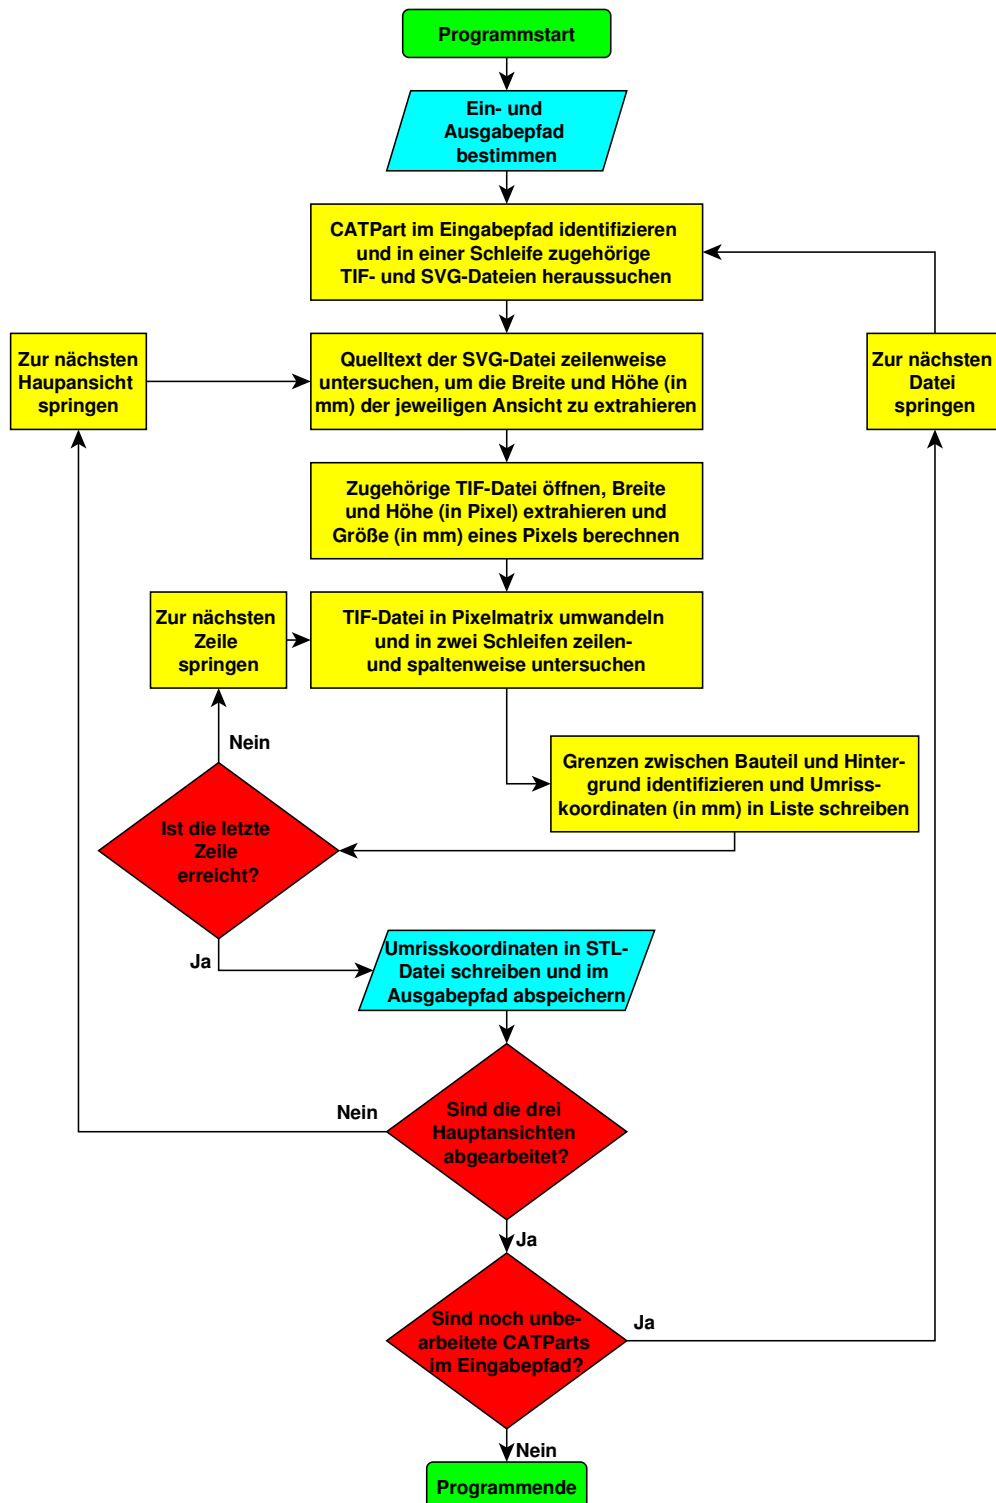 Programmstart
Ein- und
Ausgabepfad
bestimmen
CATPart im Eingabepfad identifizieren
und in einer Schleife zugehörige
TIF- und SVG-Dateien heraussuchen
Zur nächsten
Haupansicht
springen
Quelltext der SVG-Datei zeilenweise
untersuchen, um die Breite und Höhe (in
mm) der jeweiligen Ansicht zu extrahieren
Zur nächsten
Datei
springen
Zugehörige TIF-Datei öffnen, Breite
und Höhe (in Pixel) extrahieren und
Größe (in mm) eines Pixels berechnen
Zur nächsten
Zeile
springen
TIF-Datei in Pixelmatrix umwandeln
und in zwei Schleifen zeilen-
und spaltenweise untersuchen
Nein
Grenzen zwischen Bauteil und Hinter-
grund identifizieren und Umriss-
koordinaten (in mm) in Liste schreiben
Ist die letzte
Zeile
erreicht?
Ja
Umrisskoordinaten in STL-
Datei schreiben und im
Ausgabepfad abspeichern
Nein
Sind die drei
Hauptansichten
abgearbeitet?
Ja
Sind noch unbe-
arbeitete CATParts
im Eingabepfad?
Ja
Nein
Programmende